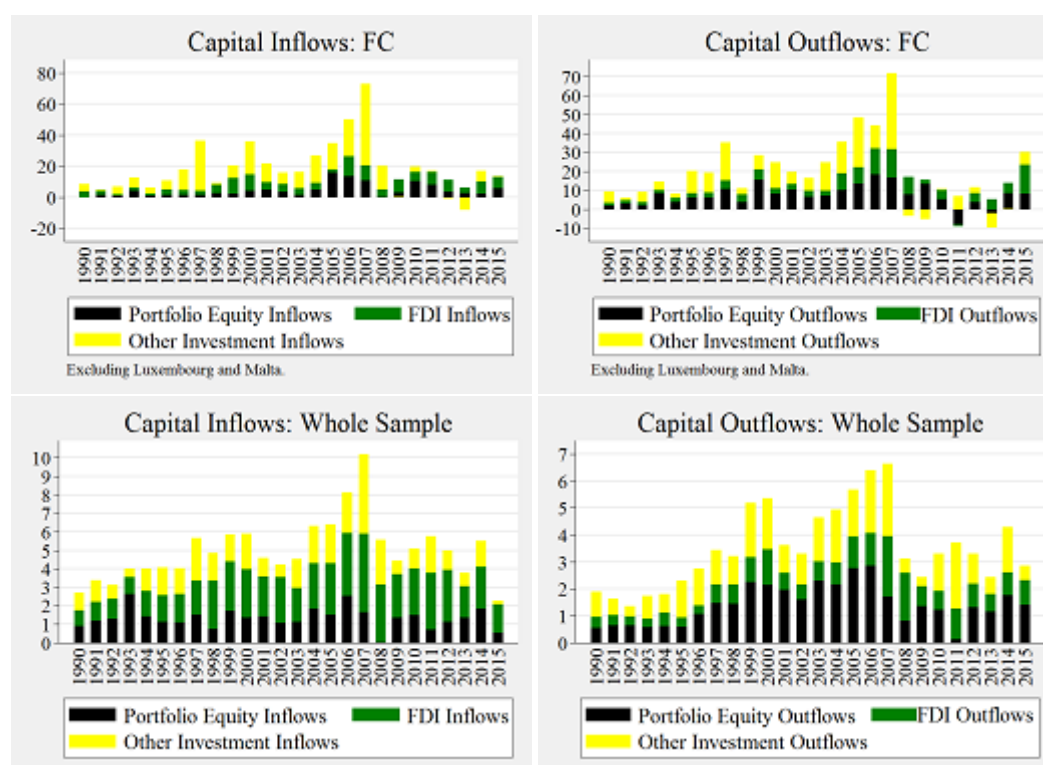 Capital Inflows: FC
80
60
40
20
0
-20
1990 1991 1992 1993 1994 1995 1996 1997 1998 1999 2000 2001 2002 2003 2004 2005 2006 2007 2008 2009 2010 2011 2012 2013 2014 2015
Portfolio Equity Inflows FDI Inflows
Other Investment Inflows
Excluding Luxembourg and Malta.
Capital Outflows: FC
70
60
50
40
30
20
10
0
-10
1990 1991 1992 1993 1994 1995 1996 1997 1998 1999 2000 2001 2002 2003 2004 2005 2006 2007 2008 2009 2010 2011 2012 2013 2014 2015
Portfolio Equity Outflows FDI Outflows
Other Investment Outflows
Excluding Luxembourg and Malta.
Capital Inflows: Whole Sample
10
9
8
7
6
5
4
3
2
1
0
1990 1991 1992 1993 1994 1995 1996 1997 1998 1999 2000 2001 2002 2003 2004 2005 2006 2007 2008 2009 2010 2011 2012 2013 2014 2015
Portfolio Equity Inflows FDI Inflows
Other Investment Inflows
Capital Outflows: Whole Sample
7
6
5
4
3
2
1
0
1990 1991 1992 1993 1994 1995 1996 1997 1998 1999 2000 2001 2002 2003 2004 2005 2006 2007 2008 2009 2010 2011 2012 2013 2014 2015
Portfolio Equity Outflows FDI Outflows
Other Investment Outflows